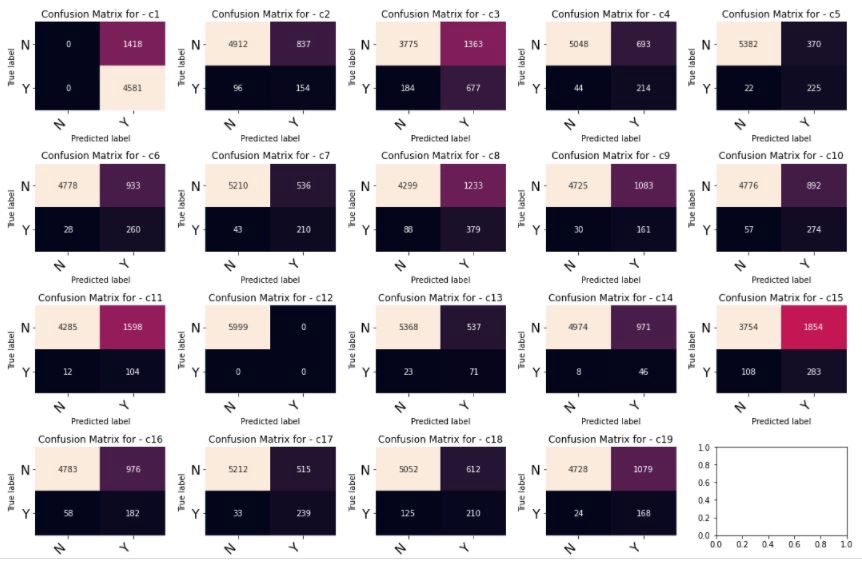 Confusion Matrix for - c1 Confusion Matrix for - c2 Confusion Matrix for - c3 Confusion Matrix for - c4 Confusion Matrix for - c5
N 0 1418 N 4912 837 N 3775 1363 N 5048 693 N 5382 370
True label True label True label True label True label
Y 0 4581 Y 96 154 Y 184 677 Y 44 214 Y 22 225
N Y N Y N Y N Y N Y
Predicted label Predicted label Predicted label Predicted label Predicted label
Confusion Matrix for - c6 Confusion Matrix for - c7 Confusion Matrix for - c8 Confusion Matrix for - c9 Confusion Matrix for - c10
N 4778 933 N 5210 536 N 4299 1233 N 4725 1083 N 4776 892
True label True label True label True label True label
Y 28 260 Y 43 210 Y 88 379 Y 30 161 Y 57 274
N Y N Y N Y N Y N Y
Predicted label Predicted label Predicted label Predicted label Predicted label
Confusion Matrix for - c11 Confusion Matrix for - c12 Confusion Matrix for - c13 Confusion Matrix for - c14 Confusion Matrix for - c15
N 4285 1598 N 5999 0 N 5368 537 N 4974 971 N 3754 1854
True label True label True label True label True label
Y 12 104 Y 0 0 Y 23 71 Y 8 46 Y 108 283
N Y N Y N Y N Y N Y
Predicted label Predicted label Predicted label Predicted label Predicted label
Confusion Matrix for - c16 Confusion Matrix for - c17 Confusion Matrix for - c18 Confusion Matrix for - c19
N 4783 976 N 5212 515 N 5052 612 N 4728 1079
True label True label True label True label
Y 58 182 Y 33 239 Y 125 210 Y 24 168
N Y N Y N Y N Y
1.0
0.8
0.6
0.4
0.2
0.0
0.0 0.2 0.4 0.6 0.8 1.0